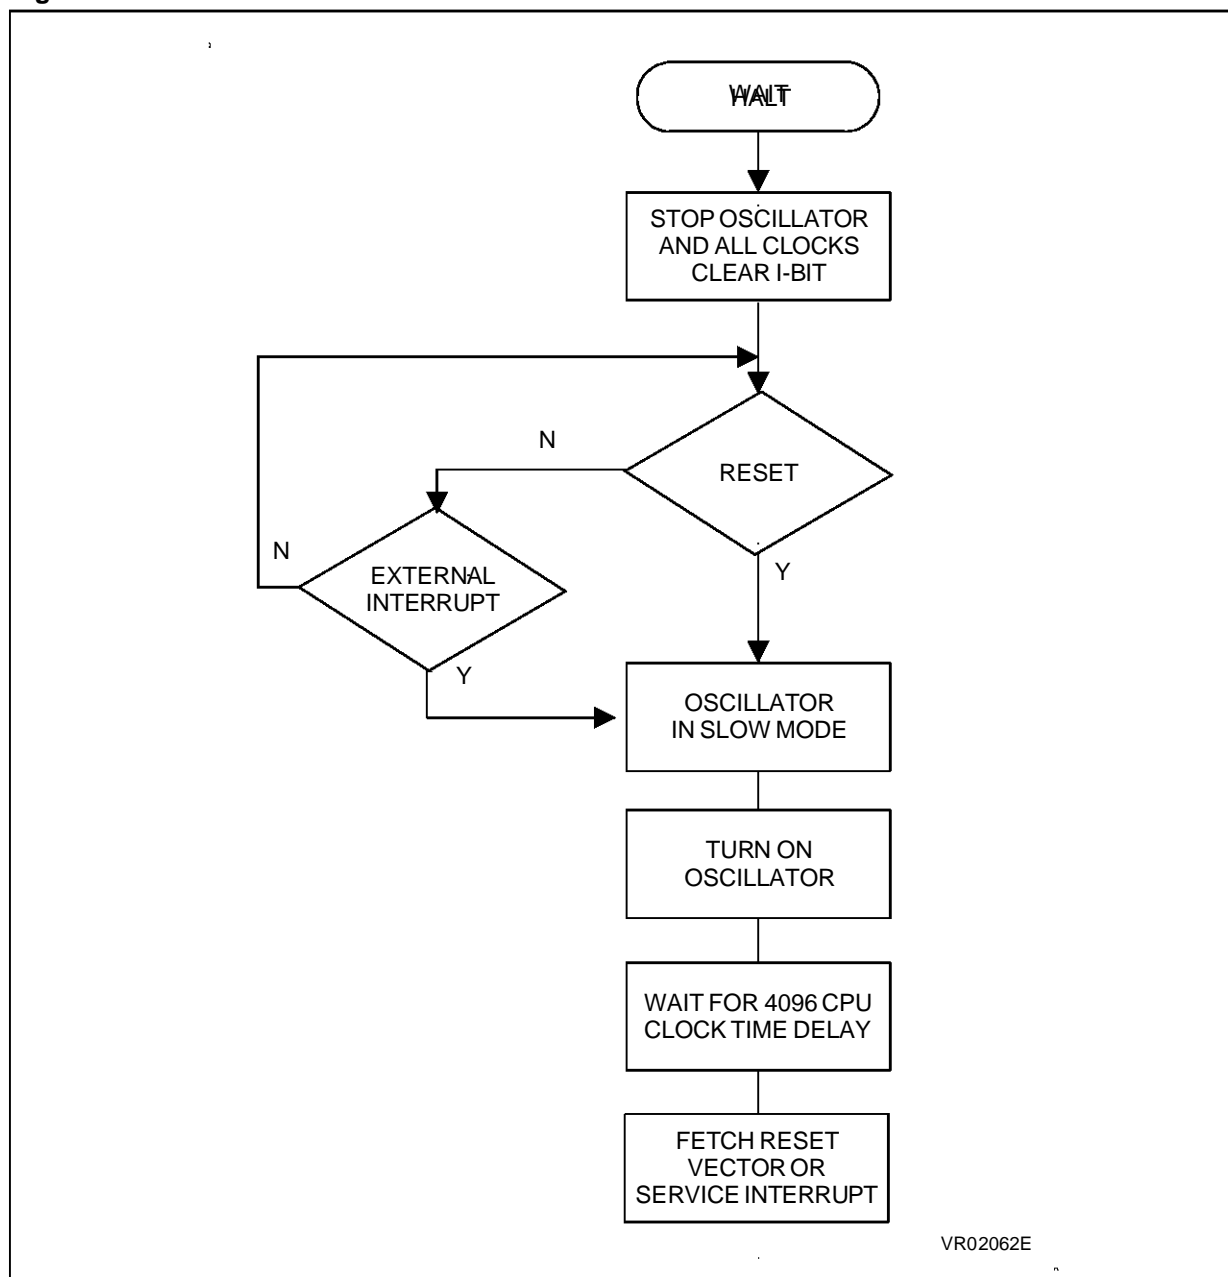 HALT
STOP OSCILLATOR
AND ALL CLOCKS
CLEAR I-BIT
N
RESET
N
Y
EXTERNAL
INTERRUPT
Y
OSCILLATOR
IN SLOW MODE
TURN ON
OSCILLATOR
WAIT FOR 4096 CPU
CLOCK TIME DELAY
FETCH RESET
VECTOR OR
SERVICE INTERRUPT
VR02062E